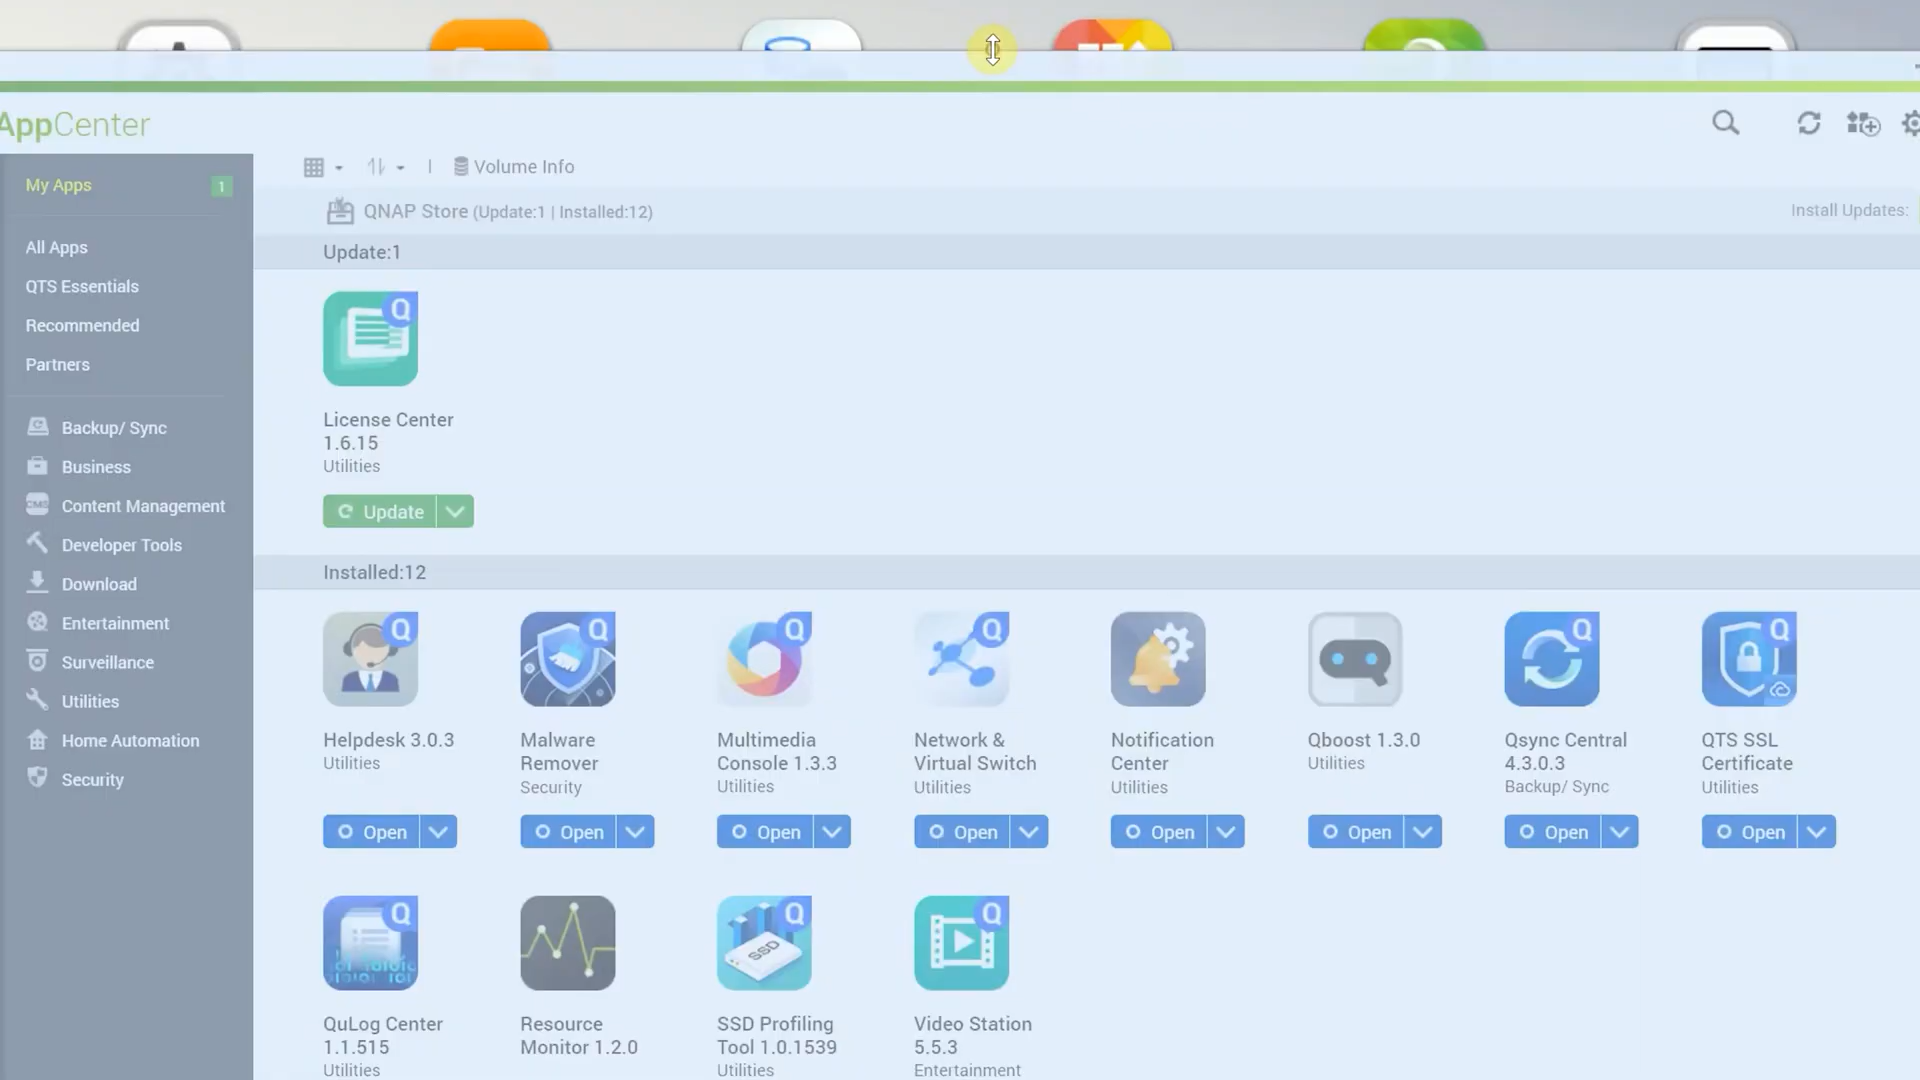 AppCenter
My Apps 1
All Apps
QTS Essentials
Recommended
Partners
Backup/ Sync
Business
Content Management
Developer Tools
Download
Entertainment
Surveillance
Utilities
Home Automation
Security
Volume Info
QNAP Store (Update:1 | Installed:12)
Install Updates:
Update:1
License Center
1.6.15
Utilities
Update
Installed:12
Helpdesk 3.0.3
Utilities
Open
Malware
Remover
Security
Open
Multimedia
Console 1.3.3
Utilities
Open
Network &
Virtual Switch
Utilities
Open
Notification
Center
Utilities
Open
Qboost 1.3.0
Utilities
Open
Qsync Central
4.3.0.3
Backup/ Sync
Open
QTS SSL
Certificate
Utilities
Open
QuLog Center
1.1.515
Utilities
Resource
Monitor 1.2.0
SSD
SSD Profiling
Tool 1.0.1539
Utilities
Video Station
5.5.3
Entertainment